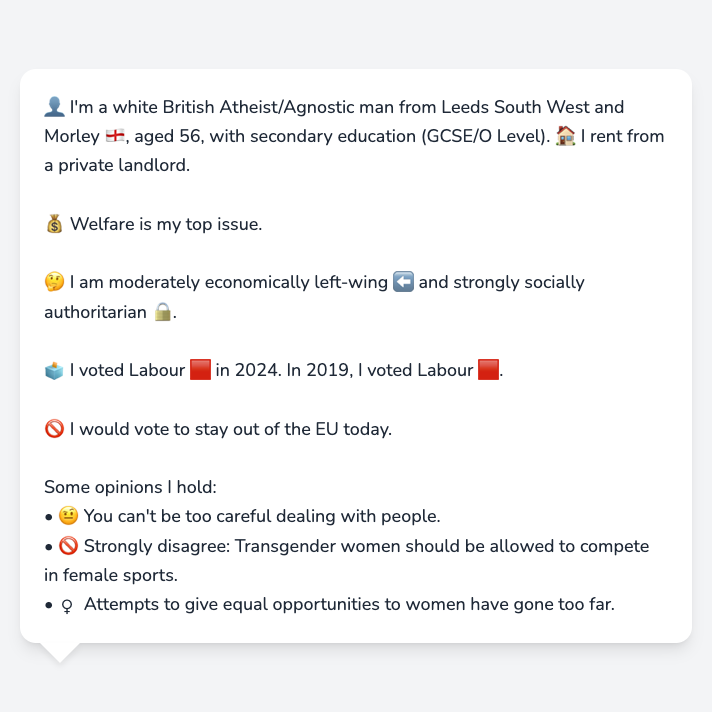 👤 I'm a white British Atheist/Agnostic man from Leeds South West and
Morley 🏴󠁧󠁢󠁥󠁮󠁧󠁿, aged 56, with secondary education (GCSE/O Level). 🏠 I rent from
a private landlord.
💰 Welfare is my top issue.
🤔 I am moderately economically left-wing ⬅️ and strongly socially
authoritarian 🔒.
🗳️ I voted Labour 🟥 in 2024. In 2019, I voted Labour 🟥.
🚫 I would vote to stay out of the EU today.
Some opinions I hold:
• 🤨 You can't be too careful dealing with people.
• 🚫 Strongly disagree: Transgender women should be allowed to compete
in female sports.
• ♀ Attempts to give equal opportunities to women have gone too far.